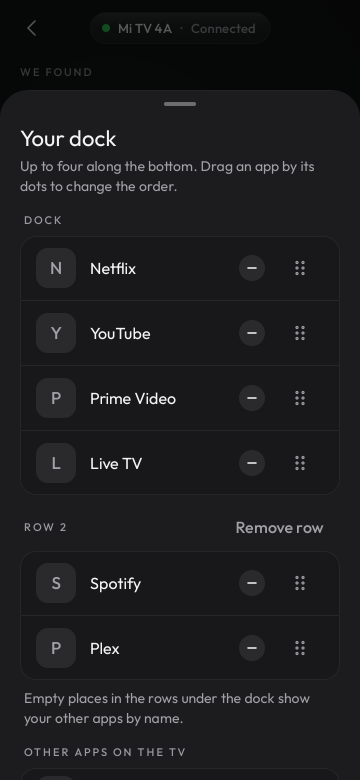 Mi TV 4A · Connected
WE FOUND
Your dock
Up to four along the bottom. Drag an app by its
dots to change the order.
DOCK
N Netflix
Y YouTube
P Prime Video
L Live TV
ROW 2 Remove row
S Spotify
P Plex
Empty places in the rows under the dock show
your other apps by name.
OTHER APPS ON THE TV